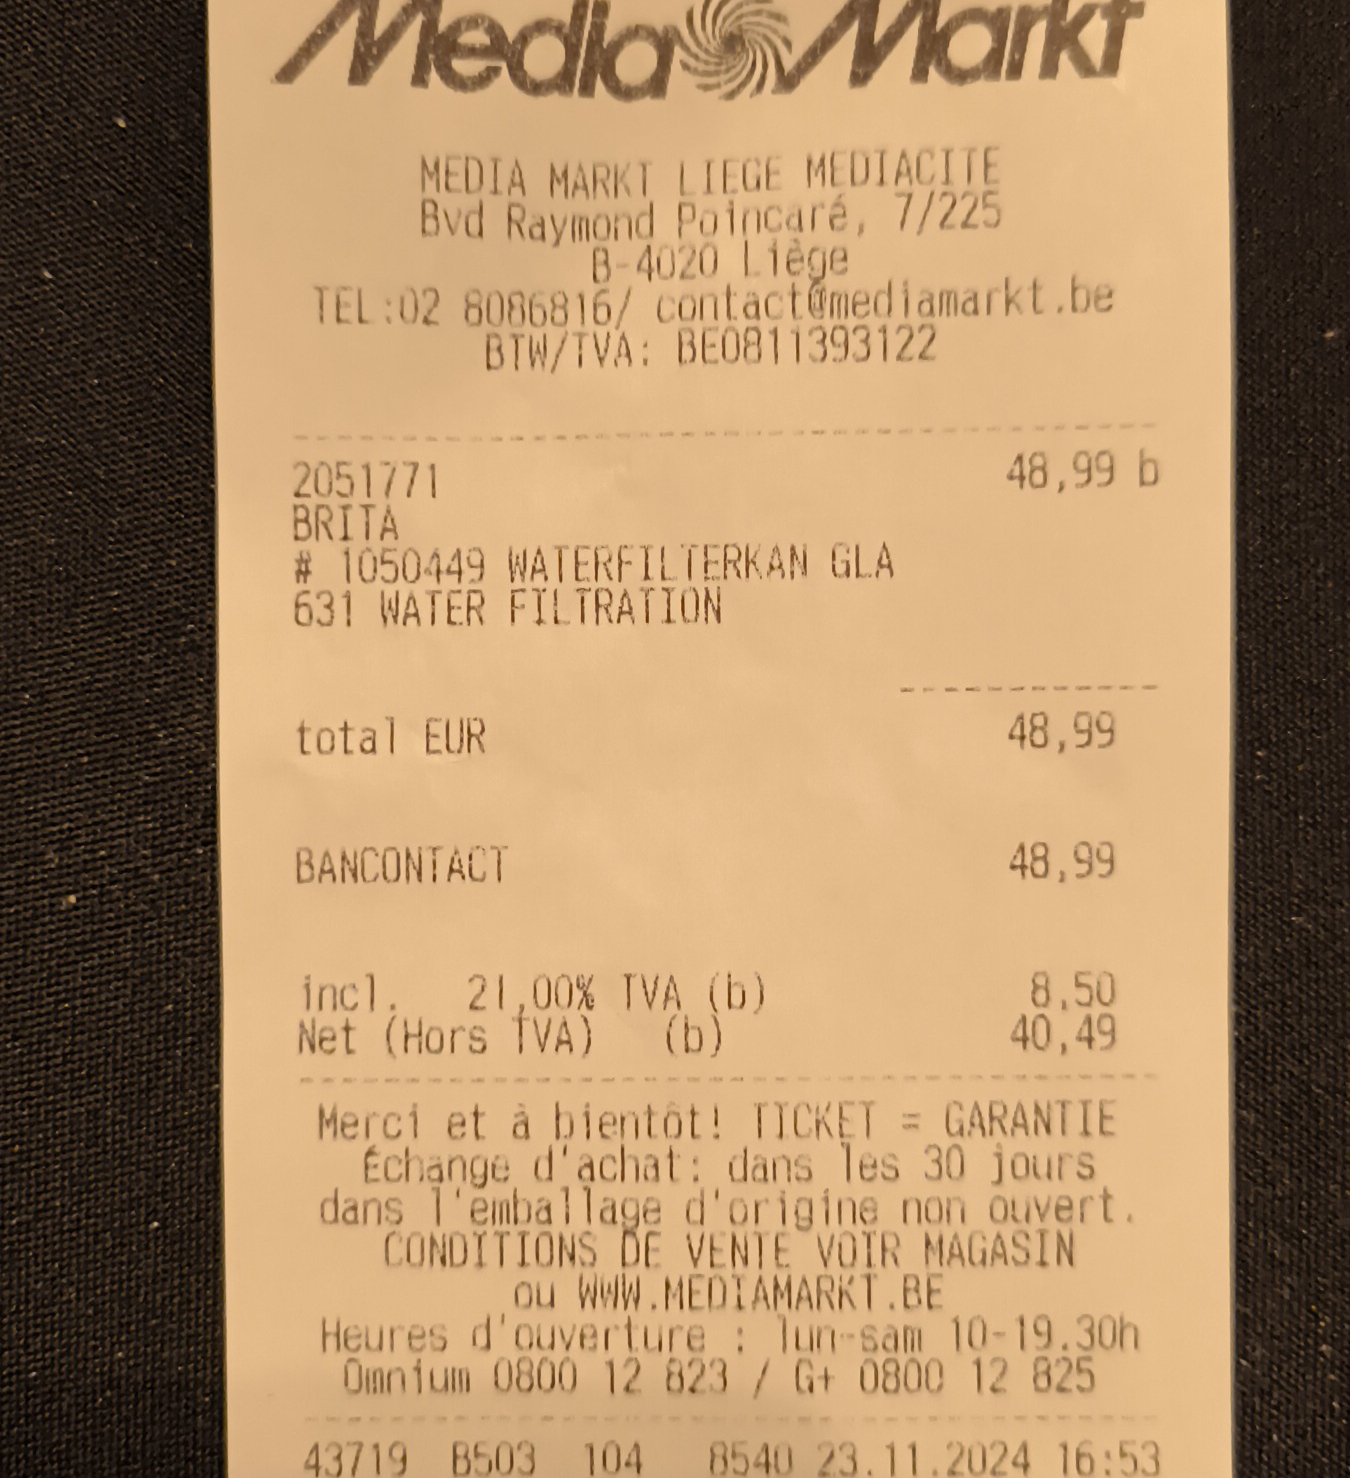 Media Markt
MEDIA MARKT LIEGE MEDIACITE
Bvd Raymond Poincaré, 7/225
B-4020 Liège
TEL:02 8086816/ contact@mediamarkt.be
BTW/TVA: BE0811393122
2051771 48,99 b
BRITA
# 1050449 WATERFILTERKAN GLA
631 WATER FILTRATION
total EUR 48,99
BANCONTACT 48,99
incl. 21,00% TVA (b) 8,50
Net (Hors TVA) (b) 40,49
Merci et à bientôt! TICKET = GARANTIE
Échange d'achat: dans les 30 jours
dans l'emballage d'origine non ouvert.
CONDITIONS DE VENTE VOIR MAGASIN
ou WWW.MEDIAMARKT.BE
Heures d'ouverture : lun-sam 10-19.30h
Omnium 0800 12 823 / G+ 0800 12 825
43719 B503 104 8540 23.11.2024 16:53